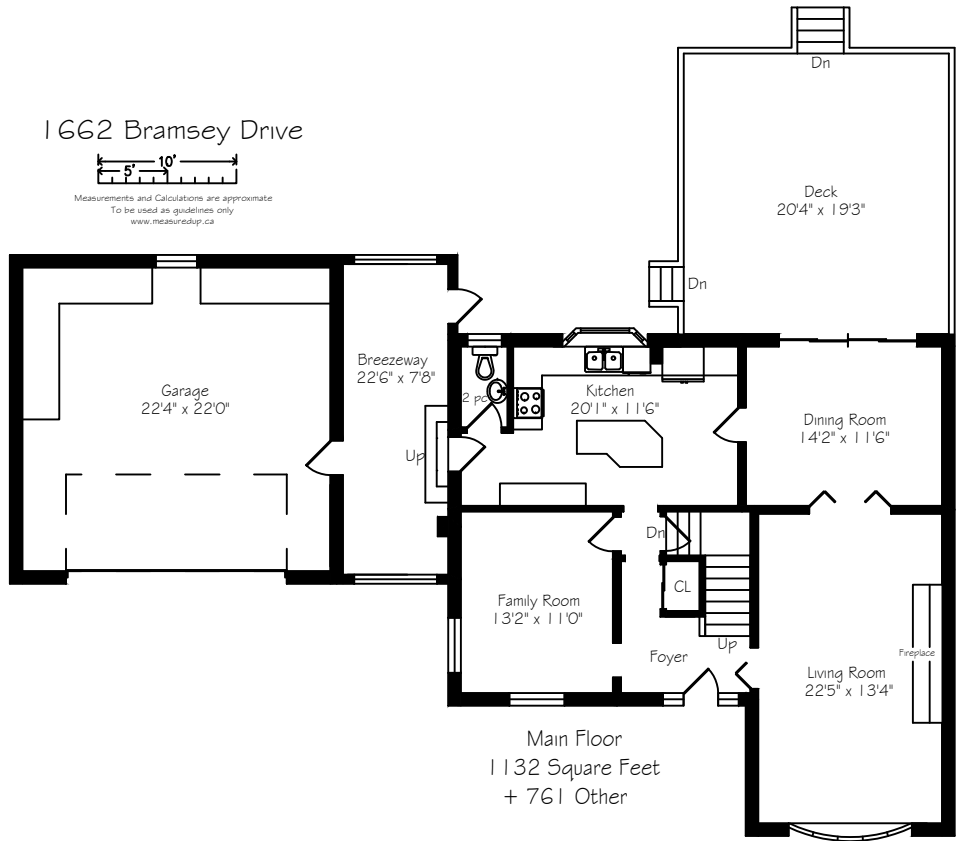 Dn
1662 Bramsey Drive
10'
5'
Measurements and Calculations are approximate
To be used as guidelines only
www.measuredup.ca
Deck
20'4" x 19'3"
Dn
Breezeway
22'6" x 7'8"
Garage
22'4" x 22'0"
2 pc
Kitchen
20'1" x 11'6"
Dining Room
14'2" x 11'6"
Up
Dn
CL
Family Room
13'2" x 11'0"
Foyer
Up
Fireplace
Living Room
22'5" x 13'4"
Main Floor
1132 Square Feet
+ 761 Other